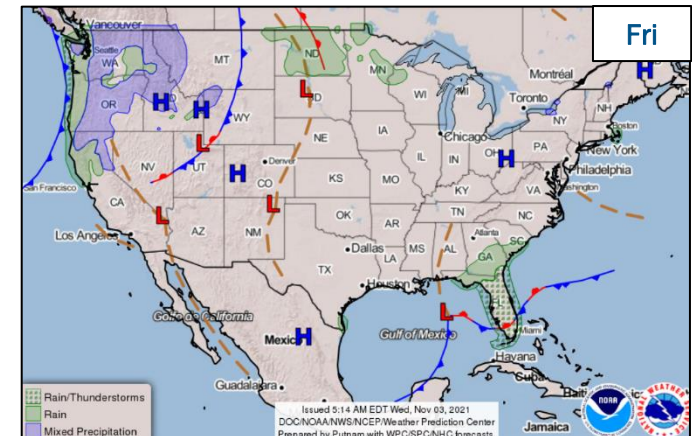 Fri
Vancouver
Seattle
WA
MT
ND
MN
Montréal
OR
WI
MI
Toronto
NH
WY
IA
Chicago
NY
Boston
NE
PA
New York
NV
UT
Denver
IL
IN
OH
Philadelphia
San Francisco
CO
KS
MO
KY
VA
Washington
CA
OK
TN
NC
Los Angeles
AZ
NM
AR
Atlanta
SC
Dallas
MS
AL
GA
TX
LA
Houston
Golfo de California
Mexico
Gulf of Mexico
Miami
Havana
Guadalajara
Cuba
Jamaica
H
H
H
H
H
H
L
L
L
L
L
Rain/Thunderstorms
Rain
Mixed Precipitation
Issued 5:14 AM EDT Wed, Nov 03, 2021
DOC/NOAA/NWS/NCEP/Weather Prediction Center
Prepared by Putnam with WPC/SPC/NHC forecasts
NOAA